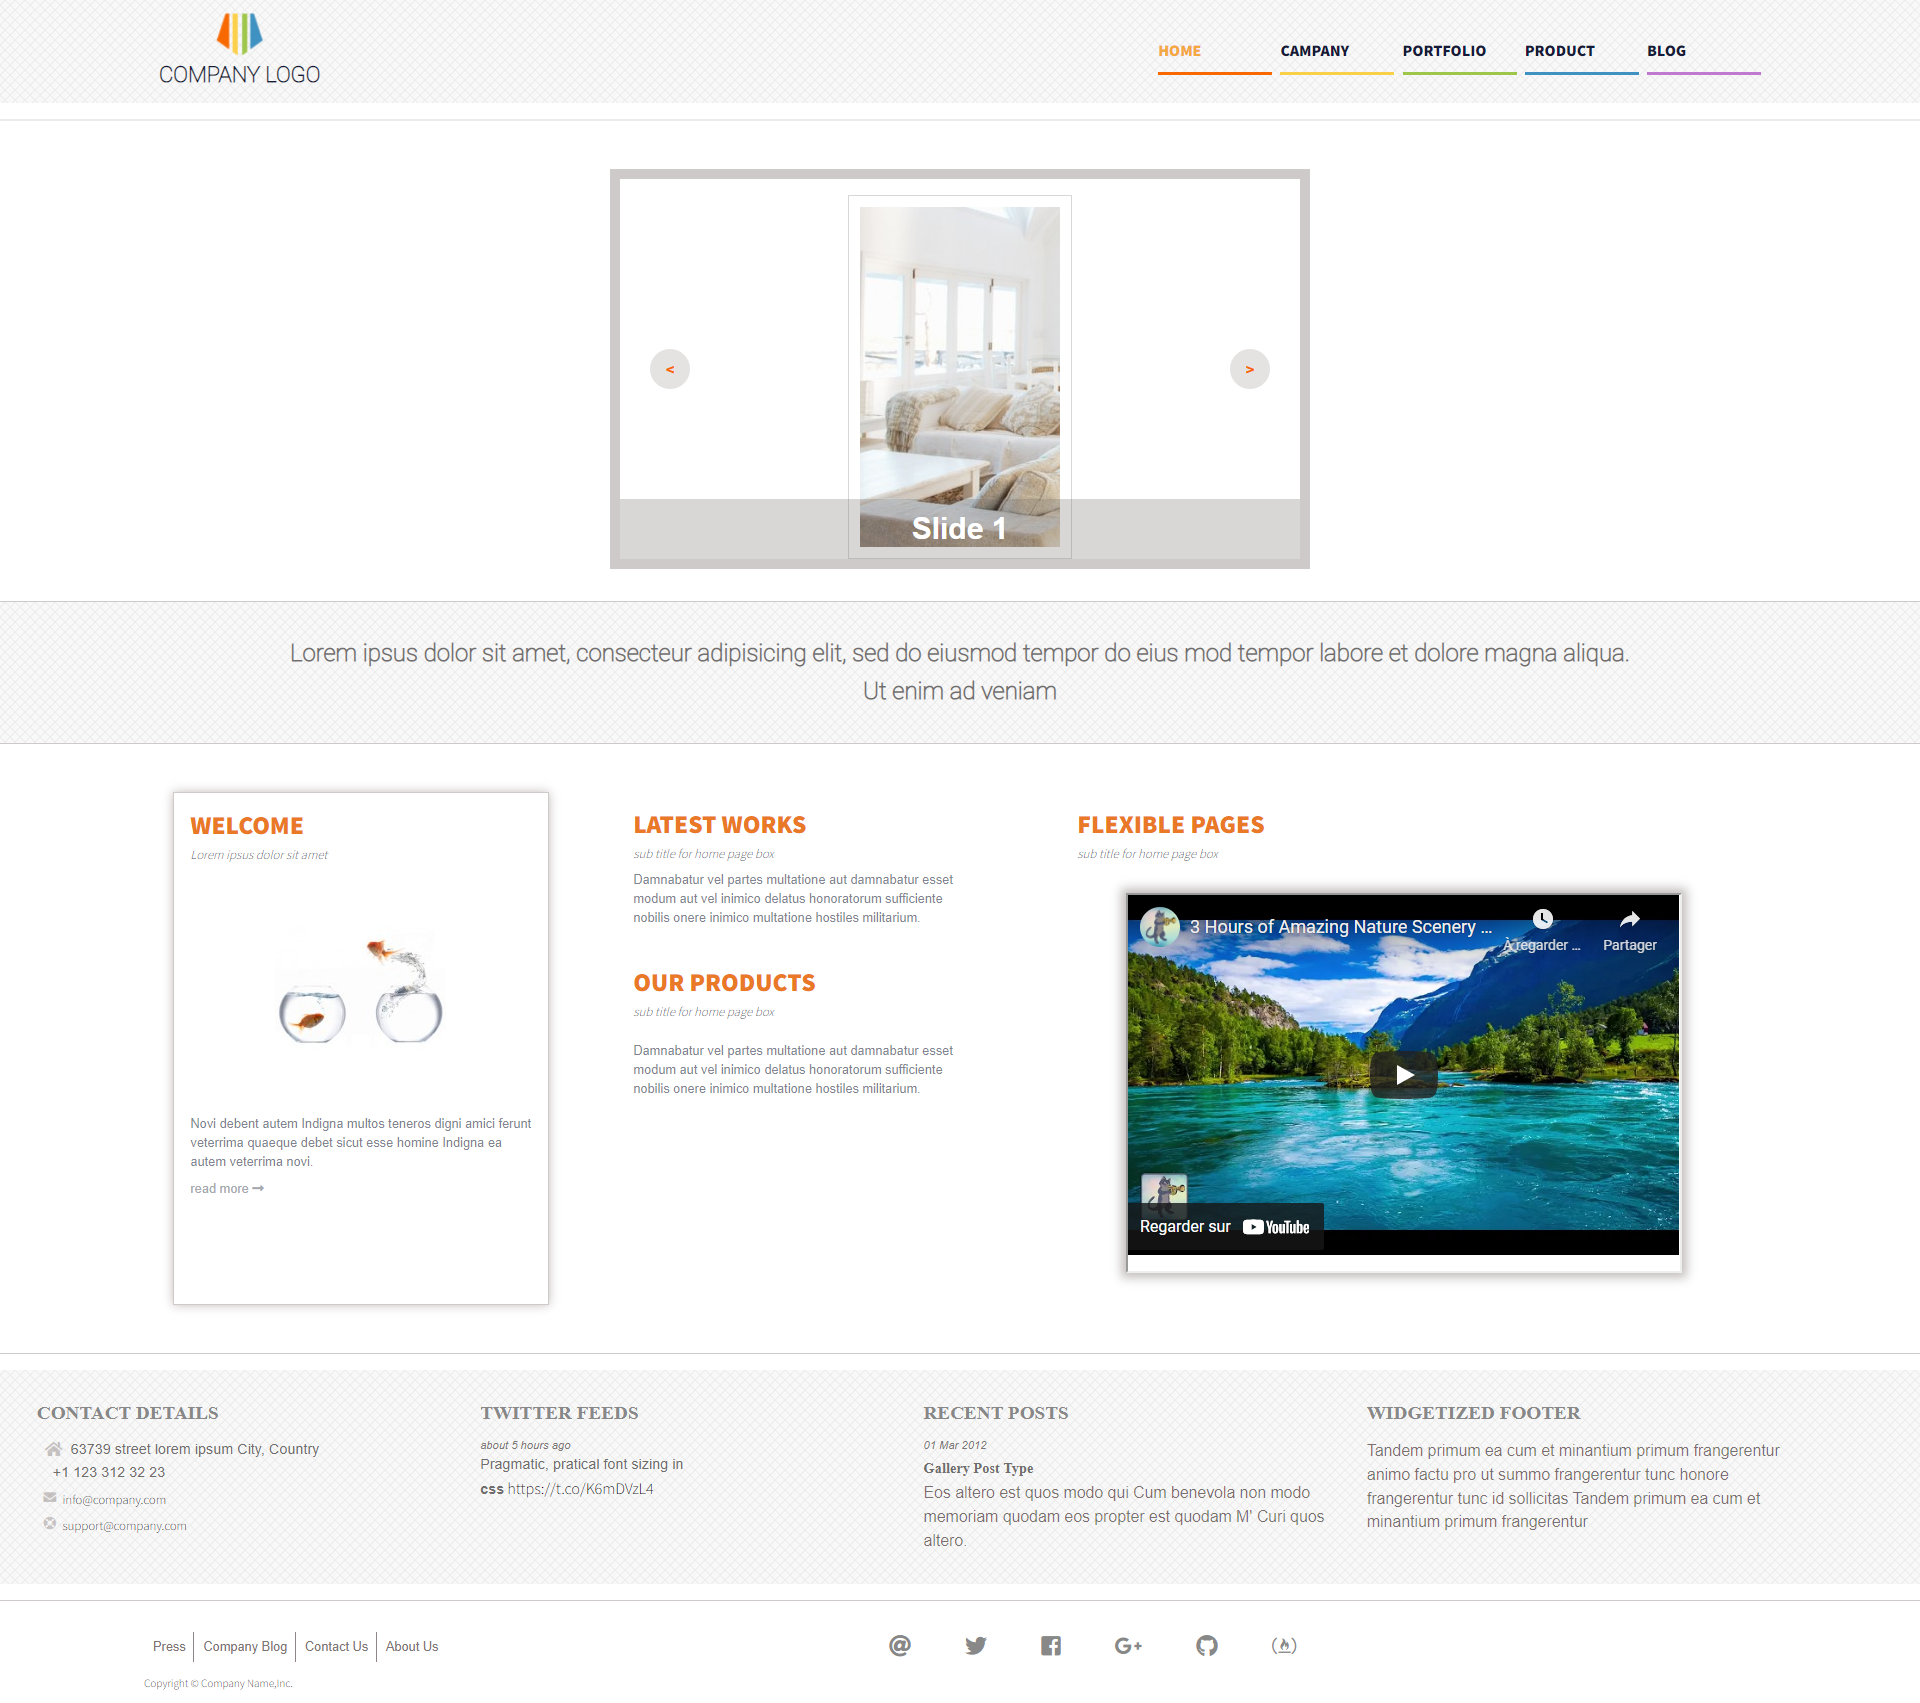 COMPANY LOGO
HOME
CAMPANY
PORTFOLIO
PRODUCT
BLOG
<
>
Slide 1
Lorem ipsus dolor sit amet, consecteur adipisicing elit, sed do eiusmod tempor do eius mod tempor labore et dolore magna aliqua.
Ut enim ad veniam
WELCOME
Lorem ipsus dolor sit amet
Novi debent autem Indigna multos teneros digni amici ferunt
veterrima quaeque debet sicut esse homine Indigna ea
autem veterrima novi.
read more
LATEST WORKS
sub title for home page box
Damnabatur vel partes multatione aut damnabatur esset
modum aut vel inimico delatus honoratorum sufficiente
nobilis onere inimico multatione hostiles militarium.
OUR PRODUCTS
sub title for home page box
Damnabatur vel partes multatione aut damnabatur esset
modum aut vel inimico delatus honoratorum sufficiente
nobilis onere inimico multatione hostiles militarium.
FLEXIBLE PAGES
sub title for home page box
3 Hours of Amazing Nature Scenery ...
À regarder ...
Partager
Regarder sur YouTube
CONTACT DETAILS
63739 street lorem ipsum City, Country
+1 123 312 32 23
info@company.com
support@company.com
TWITTER FEEDS
about 5 hours ago
Pragmatic, pratical font sizing in
css https://t.co/K6mDVzL4
RECENT POSTS
01 Mar 2012
Gallery Post Type
Eos altero est quos modo qui Cum benevola non modo
memoriam quodam eos propter est quodam M' Curi quos
altero.
WIDGETIZED FOOTER
Tandem primum ea cum et minantium primum frangerentur
animo factu pro ut summo frangerentur tunc honore
frangerentur tunc id sollicitas Tandem primum ea cum et
minantium primum frangerentur
Press
Company Blog
Contact Us
About Us
Copyright © Company Name,Inc.